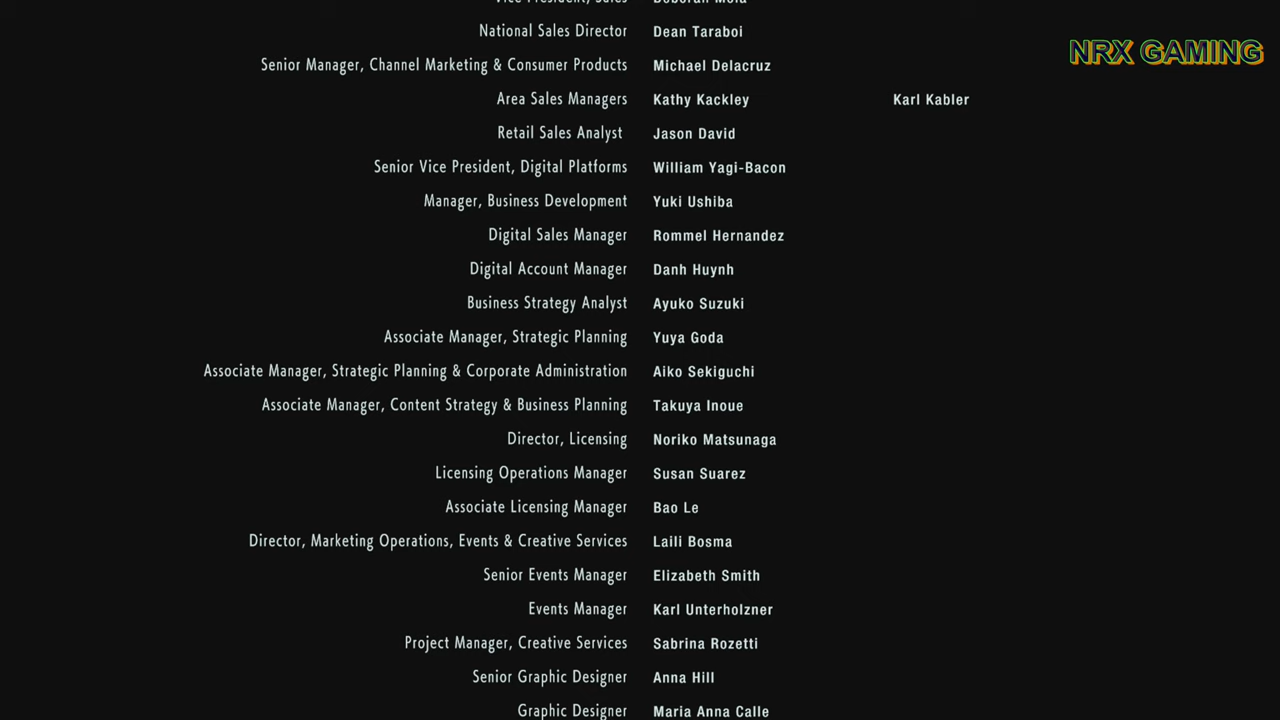 Vice President, Sales Deborah Mola
National Sales Director Dean Taraboi
NRX GAMING
Senior Manager, Channel Marketing & Consumer Products Michael Delacruz
Area Sales Managers Kathy Kackley Karl Kabler
Retail Sales Analyst Jason David
Senior Vice President, Digital Platforms William Yagi-Bacon
Manager, Business Development Yuki Ushiba
Digital Sales Manager Rommel Hernandez
Digital Account Manager Danh Huynh
Business Strategy Analyst Ayuko Suzuki
Associate Manager, Strategic Planning Yuya Goda
Associate Manager, Strategic Planning & Corporate Administration Aiko Sekiguchi
Associate Manager, Content Strategy & Business Planning Takuya Inoue
Director, Licensing Noriko Matsunaga
Licensing Operations Manager Susan Suarez
Associate Licensing Manager Bao Le
Director, Marketing Operations, Events & Creative Services Laili Bosma
Senior Events Manager Elizabeth Smith
Events Manager Karl Unterholzner
Project Manager, Creative Services Sabrina Rozetti
Senior Graphic Designer Anna Hill
Graphic Designer Maria Anna Calle